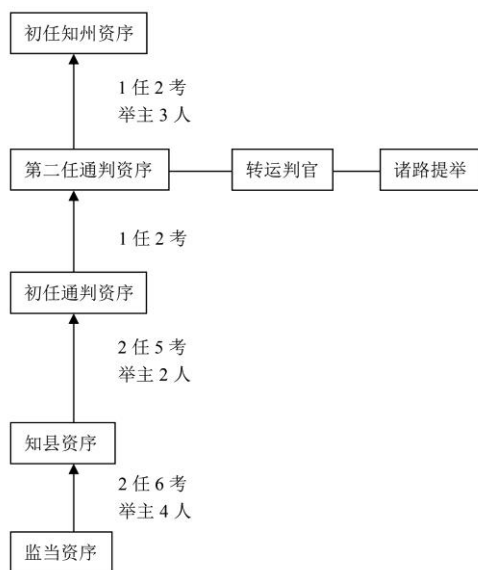 初任知州资序
1 任 2 考
举主 3 人
第二任通判资序
转运判官
诸路提举
1 任 2 考
初任通判资序
2 任 5 考
举主 2 人
知县资序
2 任 6 考
举主 4 人
监当资序